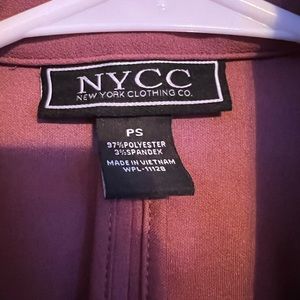 NYCC
NEW YORK CLOTHING CO.
PS
97%POLYESTER
3%SPANDEX
MADE IN VIETNAM
WPL-11128